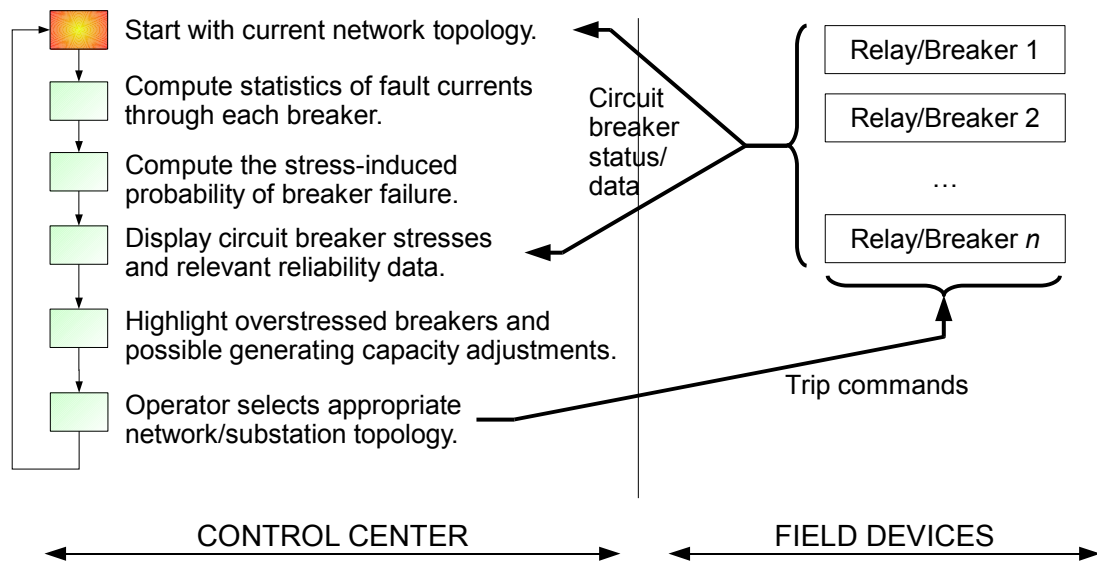 Start with current network topology.
Compute statistics of fault currents
through each breaker.
Compute the stress-induced
probability of breaker failure.
Display circuit breaker stresses
and relevant reliability data.
Highlight overstressed breakers and
possible generating capacity adjustments.
Operator selects appropriate
network/substation topology.
Circuit
breaker
status/
data
Relay/Breaker 1
Relay/Breaker 2
...
Relay/Breaker n
Trip commands
CONTROL CENTER
FIELD DEVICES